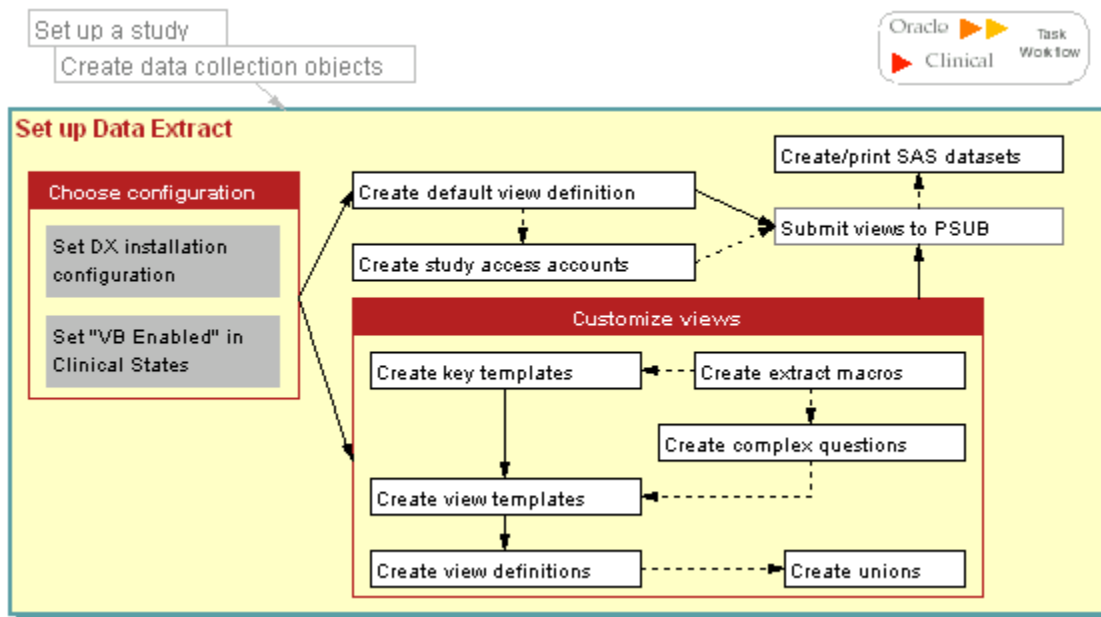 Set up a study
Create data collection objects
Oracle
Clinical
Task
Workflow
Set up Data Extract
Choose configuration
Set DX installation
configuration
Set "VB Enabled" in
Clinical States
Create default view definition
Create study access accounts
Create/print SAS datasets
Submit views to PSUB
Customize views
Create key templates
Create extract macros
Create complex questions
Create view templates
Create view definitions
Create unions